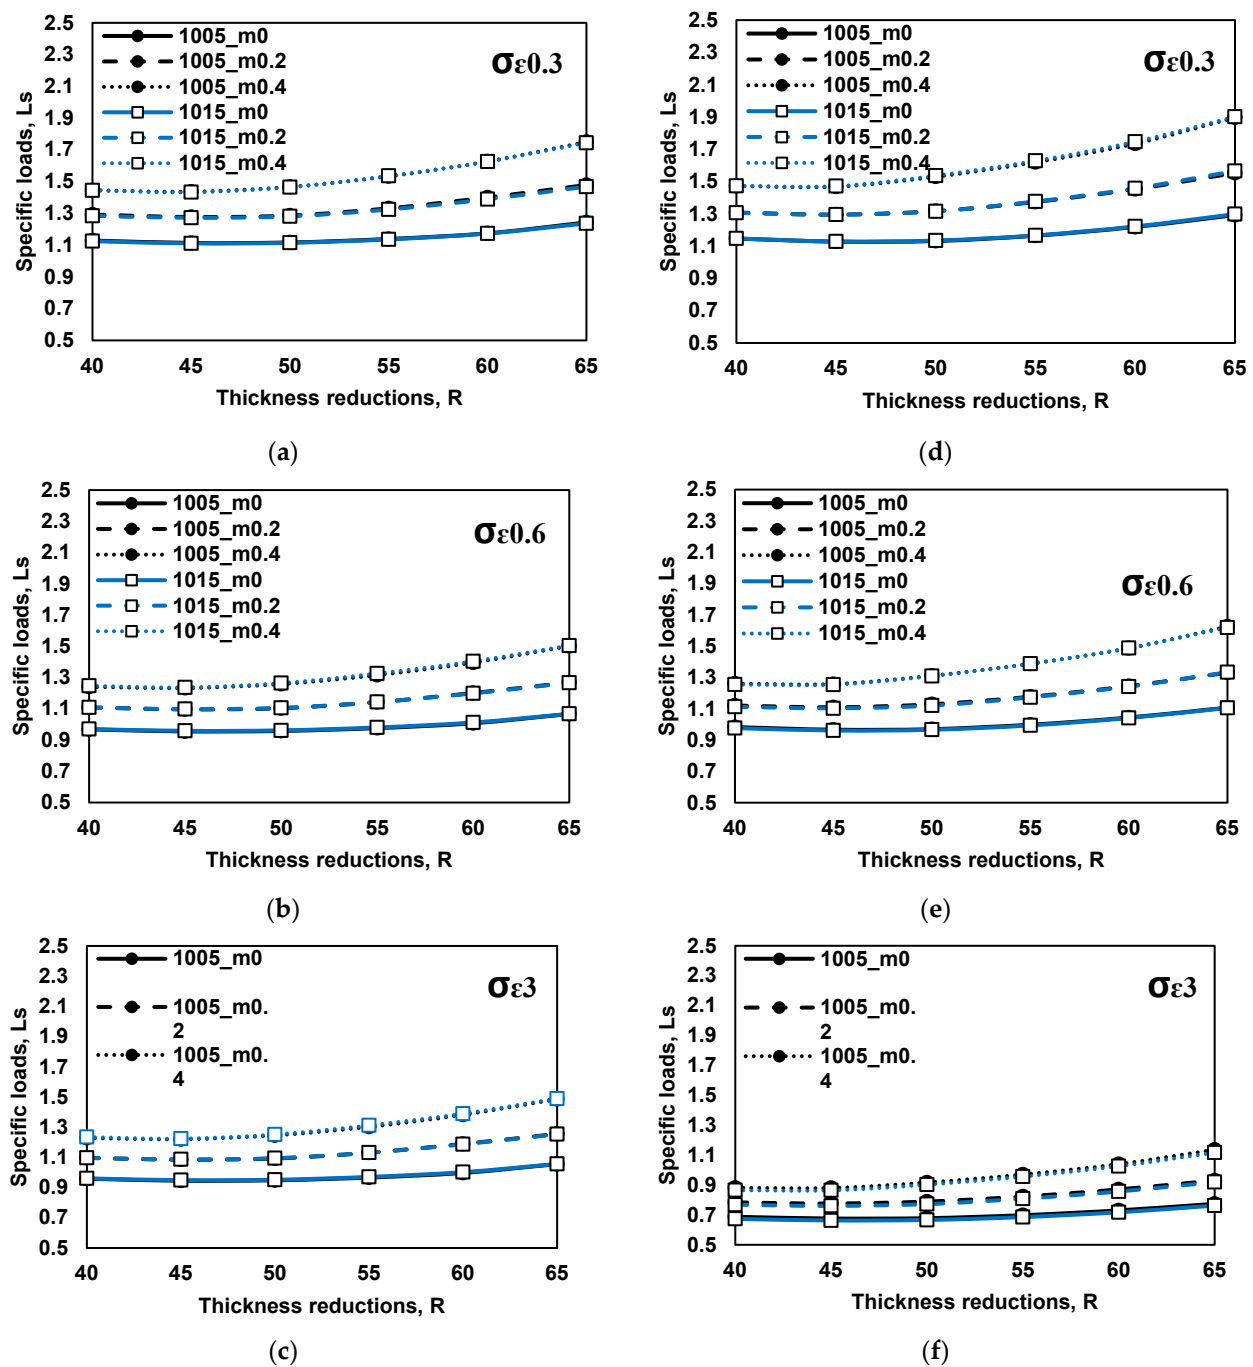 2.5
2.3
2.1
1.9
1.7
1.5
1.3
1.1
0.9
0.7
0.5
Specific loads, Ls
1005_m0
1005_m0.2
1005_m0.4
1015_m0
1015_m0.2
1015_m0.4
σε0.3
40 45 50 55 60 65
Thickness reductions, R
(a)
2.5
2.3
2.1
1.9
1.7
1.5
1.3
1.1
0.9
0.7
0.5
Specific loads, Ls
1005_m0
1005_m0.2
1005_m0.4
1015_m0
1015_m0.2
1015_m0.4
σε0.3
40 45 50 55 60 65
Thickness reductions, R
(d)
2.5
2.3
2.1
1.9
1.7
1.5
1.3
1.1
0.9
0.7
0.5
Specific loads, Ls
1005_m0
1005_m0.2
1005_m0.4
1015_m0
1015_m0.2
1015_m0.4
σε0.6
40 45 50 55 60 65
Thickness reductions, R
(b)
2.5
2.3
2.1
1.9
1.7
1.5
1.3
1.1
0.9
0.7
0.5
Specific loads, Ls
1005_m0
1005_m0.2
1005_m0.4
1015_m0
1015_m0.2
1015_m0.4
σε0.6
40 45 50 55 60 65
Thickness reductions, R
(e)
2.5
2.3
2.1
1.9
1.7
1.5
1.3
1.1
0.9
0.7
0.5
Specific loads, Ls
1005_m0
1005_m0.
2
1005_m0.
4
σε3
40 45 50 55 60 65
Thickness reductions, R
(c)
2.5
2.3
2.1
1.9
1.7
1.5
1.3
1.1
0.9
0.7
0.5
Specific loads, Ls
1005_m0
1005_m0.
2
1005_m0.
4
σε3
40 45 50 55 60 65
Thickness reductions, R
(f)